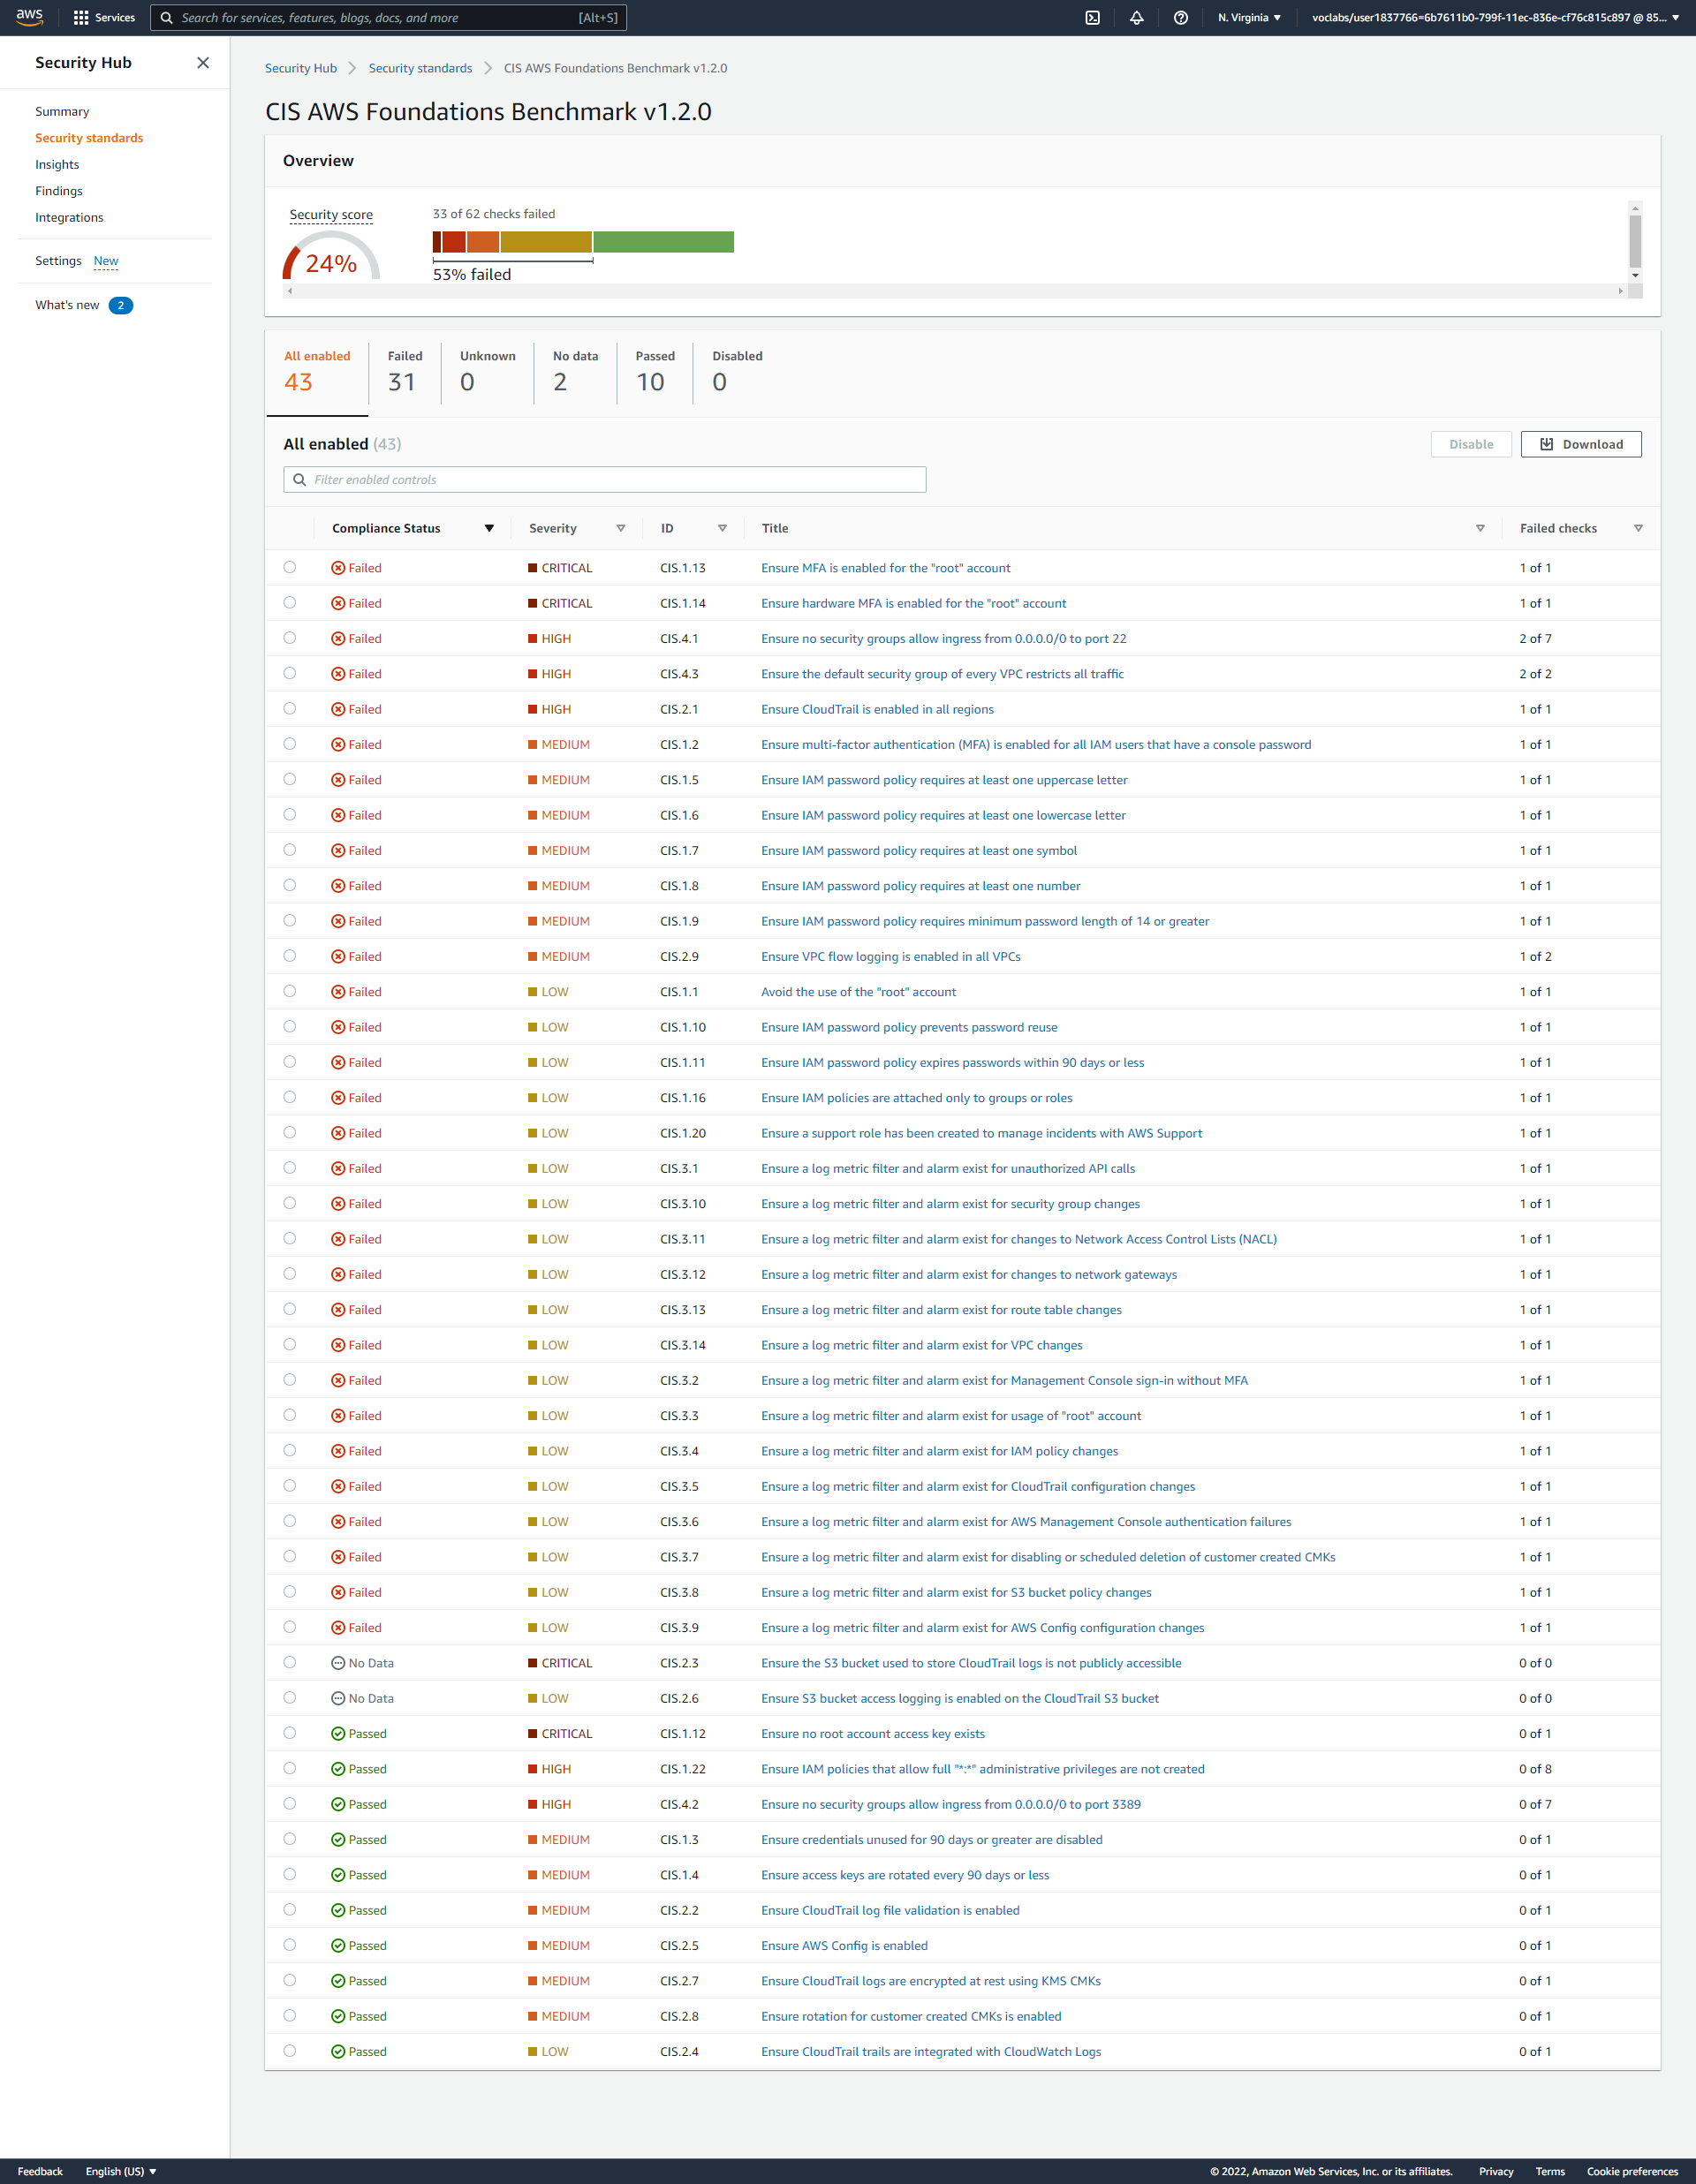 aws Services Search for services, features, blogs, docs, and more [Alt+S] N. Virginia voclabs/user1837766=6b7611b0-799f-11ec-836e-cf76c815c897 @ 85...
Security Hub
Summary
Security standards
Insights
Findings
Integrations
Settings New
What's new 2
Security Hub Security standards CIS AWS Foundations Benchmark v1.2.0
CIS AWS Foundations Benchmark v1.2.0
Overview
Security score
24%
33 of 62 checks failed
53% failed
All enabled Failed Unknown No data Passed Disabled
43 31 0 2 10 0
All enabled (43) Disable Download
Filter enabled controls
Compliance Status Severity ID Title Failed checks
Failed CRITICAL CIS.1.13 Ensure MFA is enabled for the "root" account 1 of 1
Failed CRITICAL CIS.1.14 Ensure hardware MFA is enabled for the "root" account 1 of 1
Failed HIGH CIS.4.1 Ensure no security groups allow ingress from 0.0.0.0/0 to port 22 2 of 7
Failed HIGH CIS.4.3 Ensure the default security group of every VPC restricts all traffic 2 of 2
Failed HIGH CIS.2.1 Ensure CloudTrail is enabled in all regions 1 of 1
Failed MEDIUM CIS.1.2 Ensure multi-factor authentication (MFA) is enabled for all IAM users that have a console password 1 of 1
Failed MEDIUM CIS.1.5 Ensure IAM password policy requires at least one uppercase letter 1 of 1
Failed MEDIUM CIS.1.6 Ensure IAM password policy requires at least one lowercase letter 1 of 1
Failed MEDIUM CIS.1.7 Ensure IAM password policy requires at least one symbol 1 of 1
Failed MEDIUM CIS.1.8 Ensure IAM password policy requires at least one number 1 of 1
Failed MEDIUM CIS.1.9 Ensure IAM password policy requires minimum password length of 14 or greater 1 of 1
Failed MEDIUM CIS.2.9 Ensure VPC flow logging is enabled in all VPCs 1 of 2
Failed LOW CIS.1.1 Avoid the use of the "root" account 1 of 1
Failed LOW CIS.1.10 Ensure IAM password policy prevents password reuse 1 of 1
Failed LOW CIS.1.11 Ensure IAM password policy expires passwords within 90 days or less 1 of 1
Failed LOW CIS.1.16 Ensure IAM policies are attached only to groups or roles 1 of 1
Failed LOW CIS.1.20 Ensure a support role has been created to manage incidents with AWS Support 1 of 1
Failed LOW CIS.3.1 Ensure a log metric filter and alarm exist for unauthorized API calls 1 of 1
Failed LOW CIS.3.10 Ensure a log metric filter and alarm exist for security group changes 1 of 1
Failed LOW CIS.3.11 Ensure a log metric filter and alarm exist for changes to Network Access Control Lists (NACL) 1 of 1
Failed LOW CIS.3.12 Ensure a log metric filter and alarm exist for changes to network gateways 1 of 1
Failed LOW CIS.3.13 Ensure a log metric filter and alarm exist for route table changes 1 of 1
Failed LOW CIS.3.14 Ensure a log metric filter and alarm exist for VPC changes 1 of 1
Failed LOW CIS.3.2 Ensure a log metric filter and alarm exist for Management Console sign-in without MFA 1 of 1
Failed LOW CIS.3.3 Ensure a log metric filter and alarm exist for usage of "root" account 1 of 1
Failed LOW CIS.3.4 Ensure a log metric filter and alarm exist for IAM policy changes 1 of 1
Failed LOW CIS.3.5 Ensure a log metric filter and alarm exist for CloudTrail configuration changes 1 of 1
Failed LOW CIS.3.6 Ensure a log metric filter and alarm exist for AWS Management Console authentication failures 1 of 1
Failed LOW CIS.3.7 Ensure a log metric filter and alarm exist for disabling or scheduled deletion of customer created CMKs 1 of 1
Failed LOW CIS.3.8 Ensure a log metric filter and alarm exist for S3 bucket policy changes 1 of 1
Failed LOW CIS.3.9 Ensure a log metric filter and alarm exist for AWS Config configuration changes 1 of 1
No Data CRITICAL CIS.2.3 Ensure the S3 bucket used to store CloudTrail logs is not publicly accessible 0 of 0
No Data LOW CIS.2.6 Ensure S3 bucket access logging is enabled on the CloudTrail S3 bucket 0 of 0
Passed CRITICAL CIS.1.12 Ensure no root account access key exists 0 of 1
Passed HIGH CIS.1.22 Ensure IAM policies that allow full "*:*" administrative privileges are not created 0 of 8
Passed HIGH CIS.4.2 Ensure no security groups allow ingress from 0.0.0.0/0 to port 3389 0 of 7
Passed MEDIUM CIS.1.3 Ensure credentials unused for 90 days or greater are disabled 0 of 1
Passed MEDIUM CIS.1.4 Ensure access keys are rotated every 90 days or less 0 of 1
Passed MEDIUM CIS.2.2 Ensure CloudTrail log file validation is enabled 0 of 1
Passed MEDIUM CIS.2.5 Ensure AWS Config is enabled 0 of 1
Passed MEDIUM CIS.2.7 Ensure CloudTrail logs are encrypted at rest using KMS CMKs 0 of 1
Passed MEDIUM CIS.2.8 Ensure rotation for customer created CMKs is enabled 0 of 1
Passed LOW CIS.2.4 Ensure CloudTrail trails are integrated with CloudWatch Logs 0 of 1
Feedback English (US) © 2022, Amazon Web Services, Inc. or its affiliates. Privacy Terms Cookie preferences